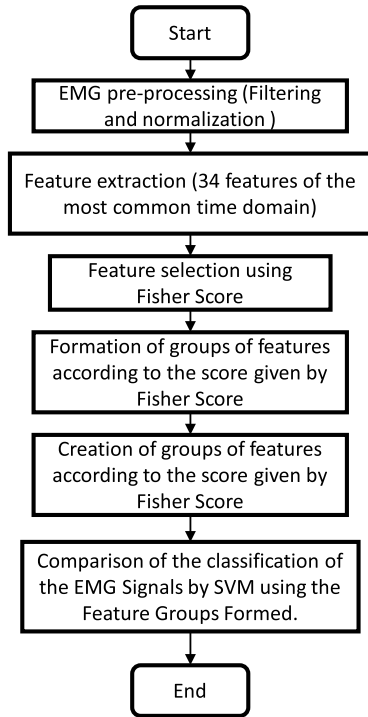 Start
EMG pre-processing (Filtering
and normalization )
Feature extraction (34 features of the
most common time domain)
Feature selection using
Fisher Score
Formation of groups of features
according to the score given by
Fisher Score
Creation of groups of features
according to the score given by
Fisher Score
Comparison of the classification of
the EMG Signals by SVM using the
Feature Groups Formed.
End